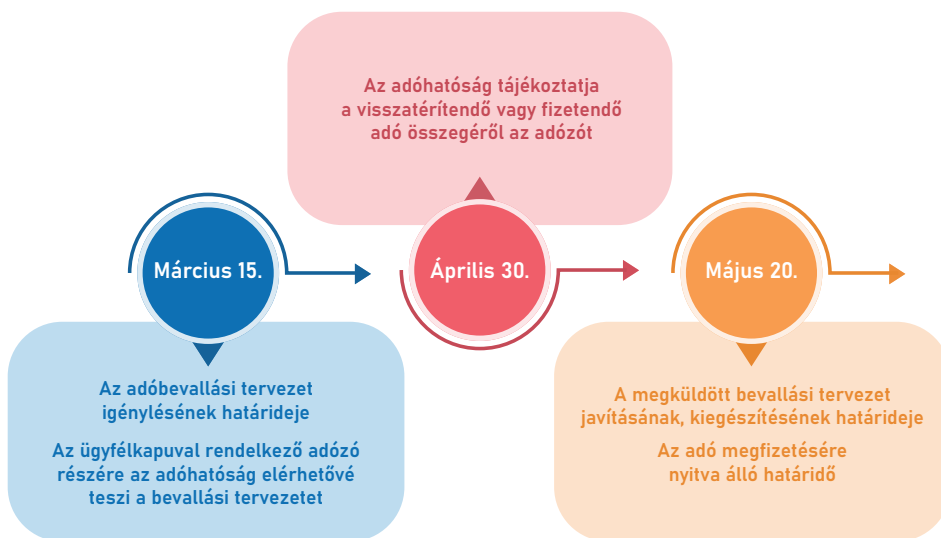 Az adóhatóság tájékoztatja
a visszatérítendő vagy fizetendő
adó összegéről az adózót
Március 15.
Április 30.
Május 20.
Az adóbevallási tervezet
igénylésének határideje
Az ügyfélkapuval rendelkező adózó
részére az adóhatóság elérhetővé
teszi a bevallási tervezetet
A megküldött bevallási tervezet
javításának, kiegészítésének határideje
Az adó megfizetésére
nyitva álló határidő